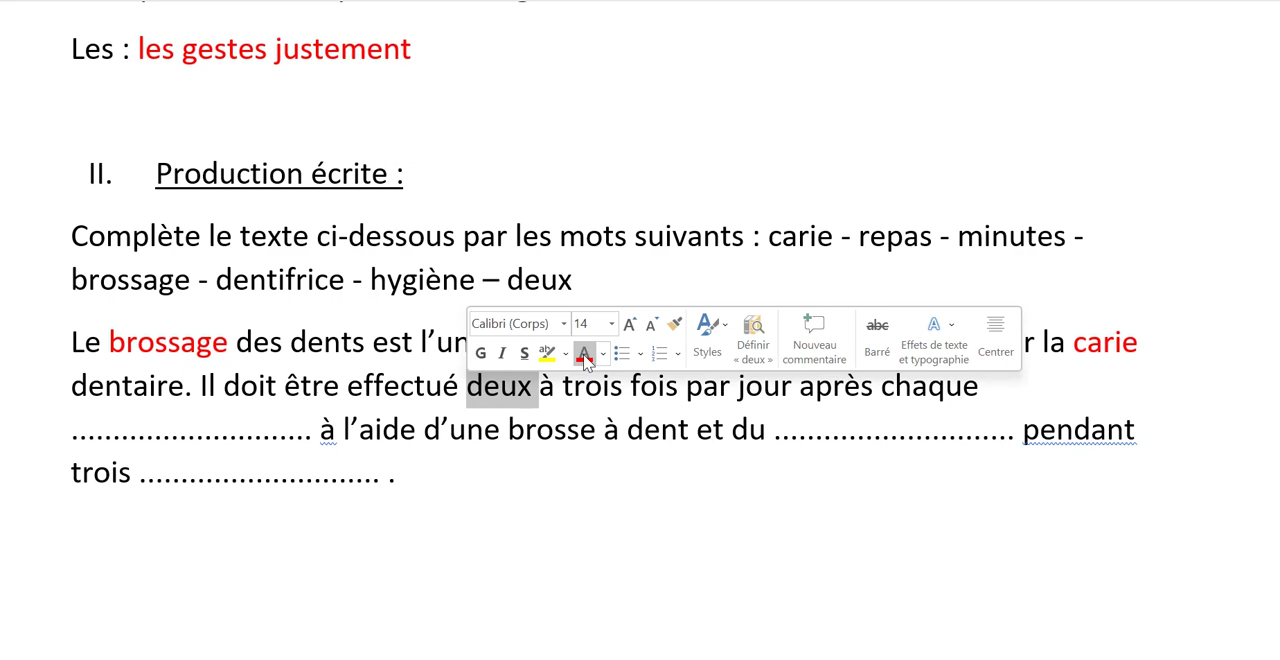 Les : les gestes justement
II. Production écrite :
Complète le texte ci-dessous par les mots suivants : carie - repas - minutes -
brossage - dentifrice - hygiène – deux
Calibri (Corps) 14
Le brossage des dents est l’un r la carie
G I S ab A Styles Définir « deux » Nouveau commentaire abc Barré Effets de texte et typographie Centrer
dentaire. Il doit être effectué deux à trois fois par jour après chaque
............................. à l’aide d’une brosse à dent et du ............................. pendant
trois ............................. .